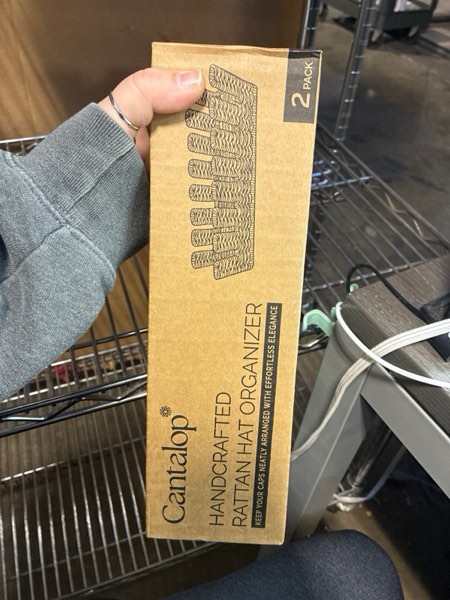 2 PACK
Cantalop
HANDCRAFTED
RATTAN HAT ORGANIZER
KEEP YOUR CAPS NEATLY ARRANGED WITH EFFORTLESS ELEGANCE